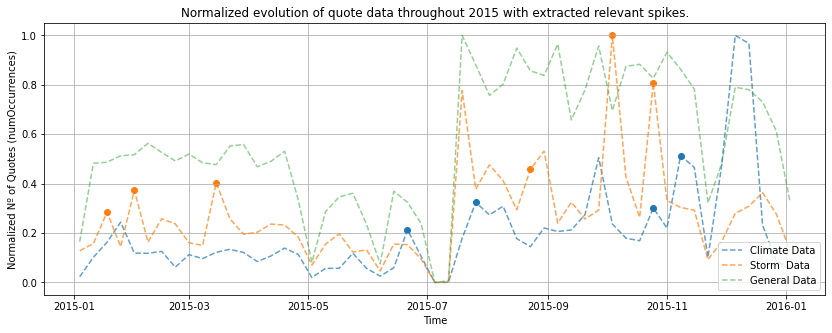 Normalized evolution of quote data throughout 2015 with extracted relevant spikes.
Normalized Nº of Quotes (numOccurrences)
1.0
0.8
0.6
0.4
0.2
0.0
2015-01 2015-03 2015-05 2015-07 2015-09 2015-11 2016-01
Time
Climate Data
Storm  Data
General Data